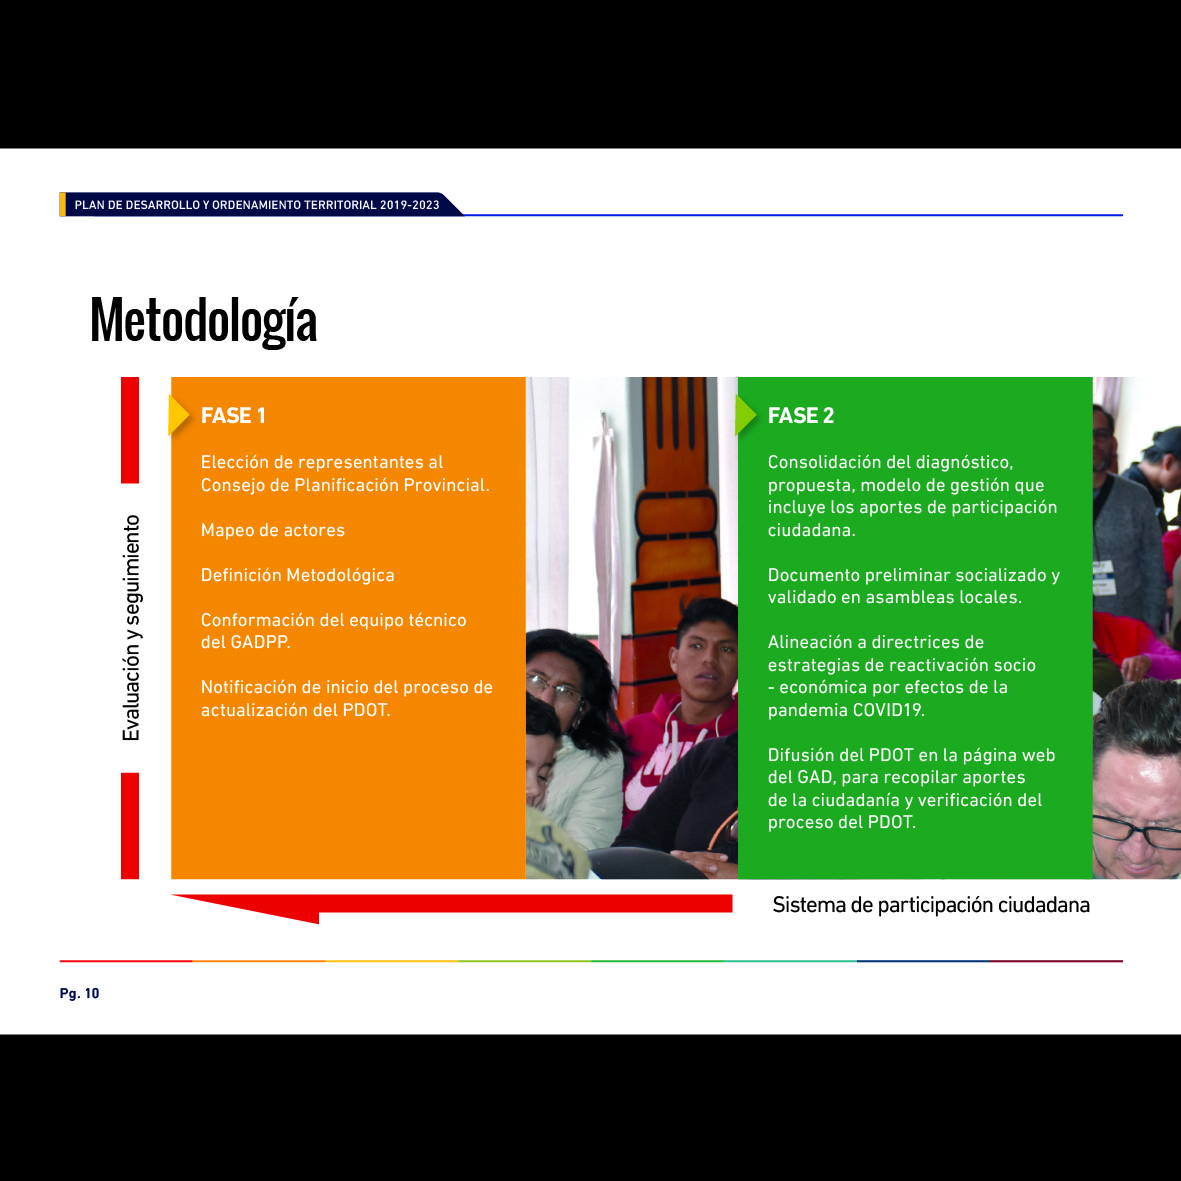 PLAN DE DESARROLLO Y ORDENAMIENTO TERRITORIAL 2019-2023
Metodología
Evaluación y seguimiento
FASE 1
Elección de representantes al
Consejo de Planificación Provincial.
Mapeo de actores
Definición Metodológica
Conformación del equipo técnico
del GADPP.
Notificación de inicio del proceso de
actualización del PDOT.
FASE 2
Consolidación del diagnóstico,
propuesta, modelo de gestión que
incluye los aportes de participación
ciudadana.
Documento preliminar socializado y
validado en asambleas locales.
Alineación a directrices de
estrategias de reactivación socio
- económica por efectos de la
pandemia COVID19.
Difusión del PDOT en la página web
del GAD, para recopilar aportes
de la ciudadanía y verificación del
proceso del PDOT.
Sistema de participación ciudadana
Pg. 10